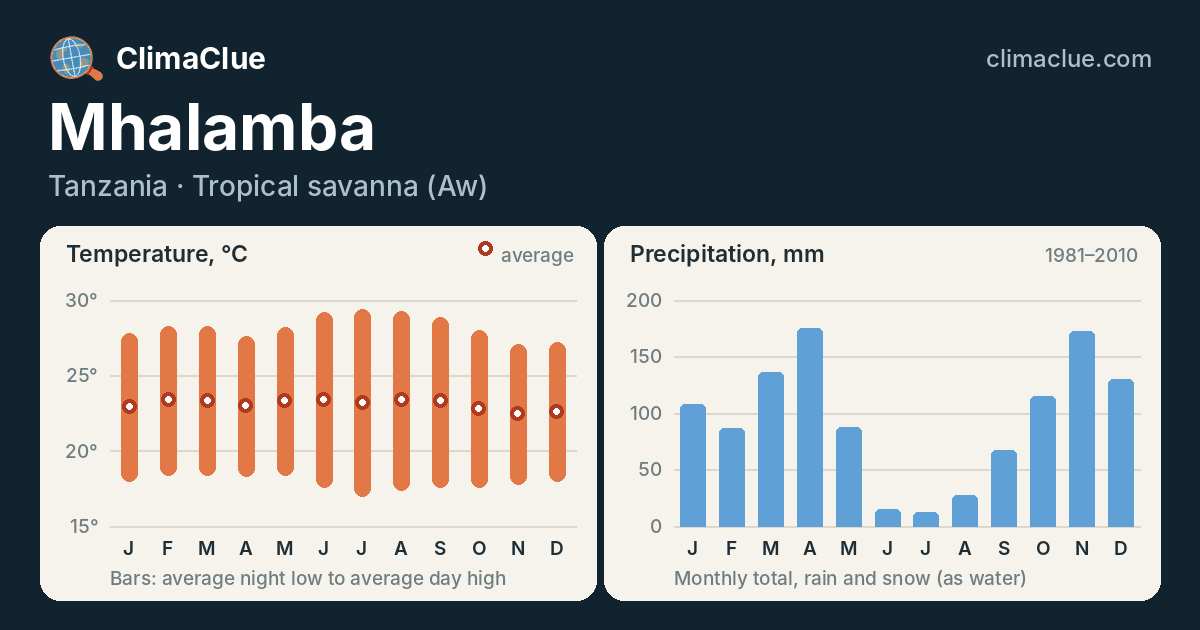 ClimaClue
climaclue.com
Mhalamba
Tanzania · Tropical savanna (Aw)
Temperature, °C
average
30°
25°
20°
15°
J F M A M J J A S O N D
Bars: average night low to average day high
Precipitation, mm
1981–2010
200
150
100
50
0
J F M A M J J A S O N D
Monthly total, rain and snow (as water)